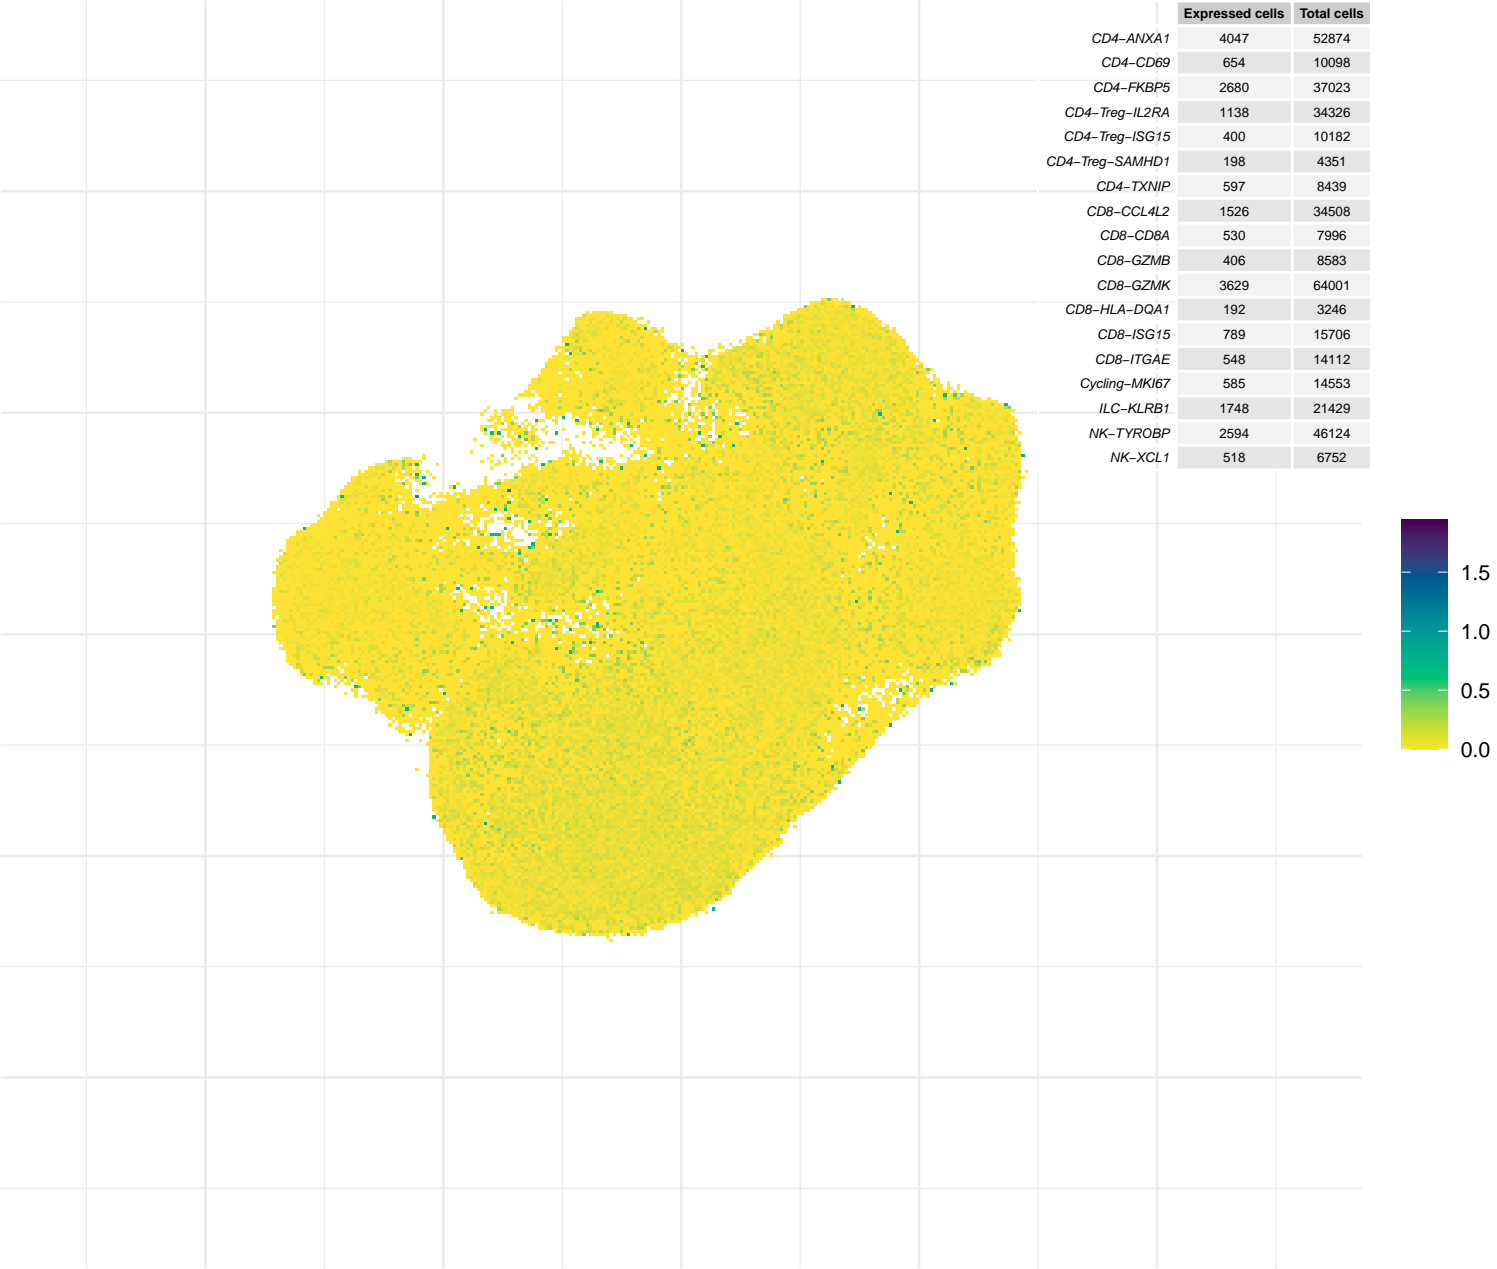 Expressed cells Total cells
CD4−ANXA1 4047 52874
CD4−CD69 654 10098
CD4−FKBP5 2680 37023
CD4−Treg−IL2RA 1138 34326
CD4−Treg−ISG15 400 10182
CD4−Treg−SAMHD1 198 4351
CD4−TXNIP 597 8439
CD8−CCL4L2 1526 34508
CD8−CD8A 530 7996
CD8−GZMB 406 8583
CD8−GZMK 3629 64001
CD8−HLA−DQA1 192 3246
CD8−ISG15 789 15706
CD8−ITGAE 548 14112
Cycling−MKI67 585 14553
ILC−KLRB1 1748 21429
NK−TYROBP 2594 46124
NK−XCL1 518 6752
1.5
1.0
0.5
0.0